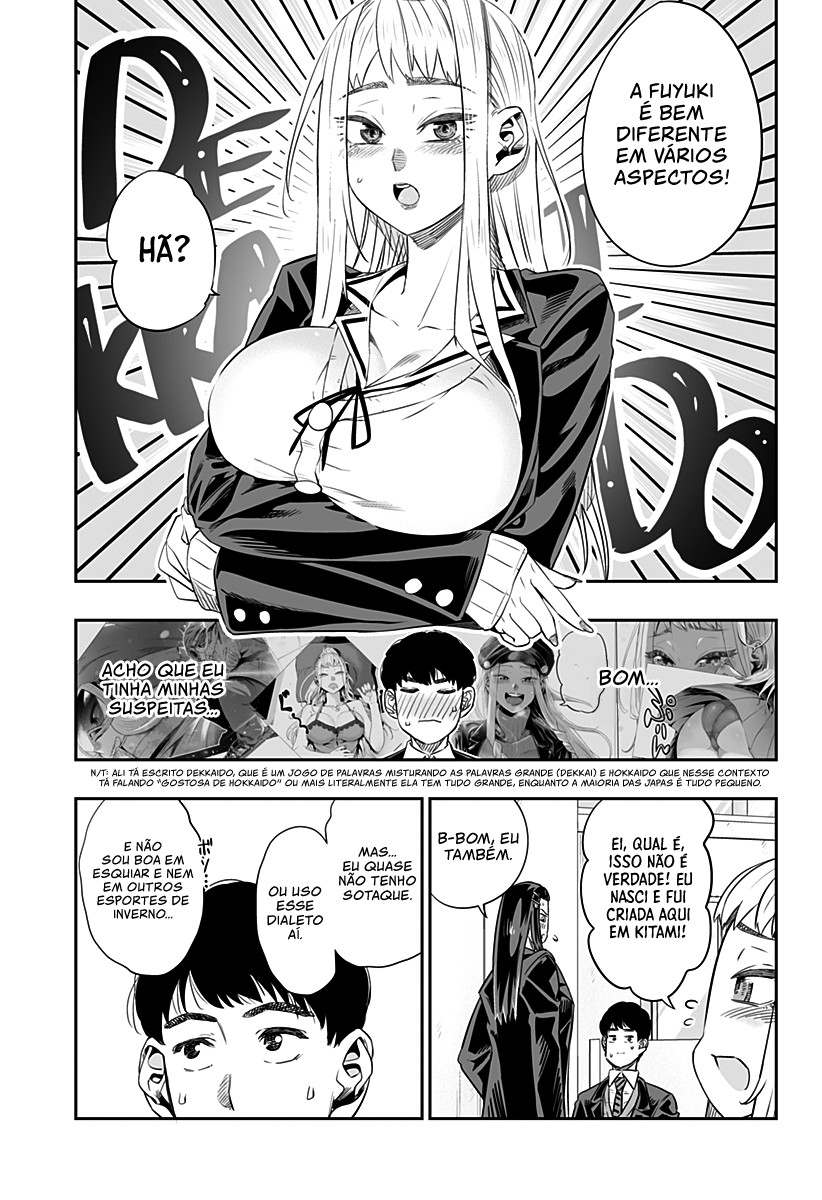 A FUYUKI
É BEM
DIFERENTE
EM VÁRIOS
ASPECTOS!
HÃ?
DE
KKA
I
DO
BOM...
ACHO QUE EU
TINHA MINHAS
SUSPEITAS...
N/T: ALI TÁ ESCRITO DEKKAIDO, QUE É UM JOGO DE PALAVRAS MISTURANDO AS PALAVRAS GRANDE (DEKKAI) E HOKKAIDO QUE NESSE CONTEXTO
TÁ FALANDO "GOSTOSA DE HOKKAIDO" OU MAIS LITERALMENTE ELA TEM TUDO GRANDE, ENQUANTO A MAIORIA DAS JAPAS É TUDO PEQUENO.
EI, QUAL É,
ISSO NÃO É
VERDADE! EU
NASCI E FUI
CRIADA AQUI
EM KITAMI!
B-BOM, EU
TAMBÉM.
MAS...
EU QUASE
NÃO TENHO
SOTAQUE.
OU USO
ESSE
DIALETO
AÍ.
E NÃO
SOU BOA EM
ESQUIAR E NEM
EM OUTROS
ESPORTES DE
INVERNO...